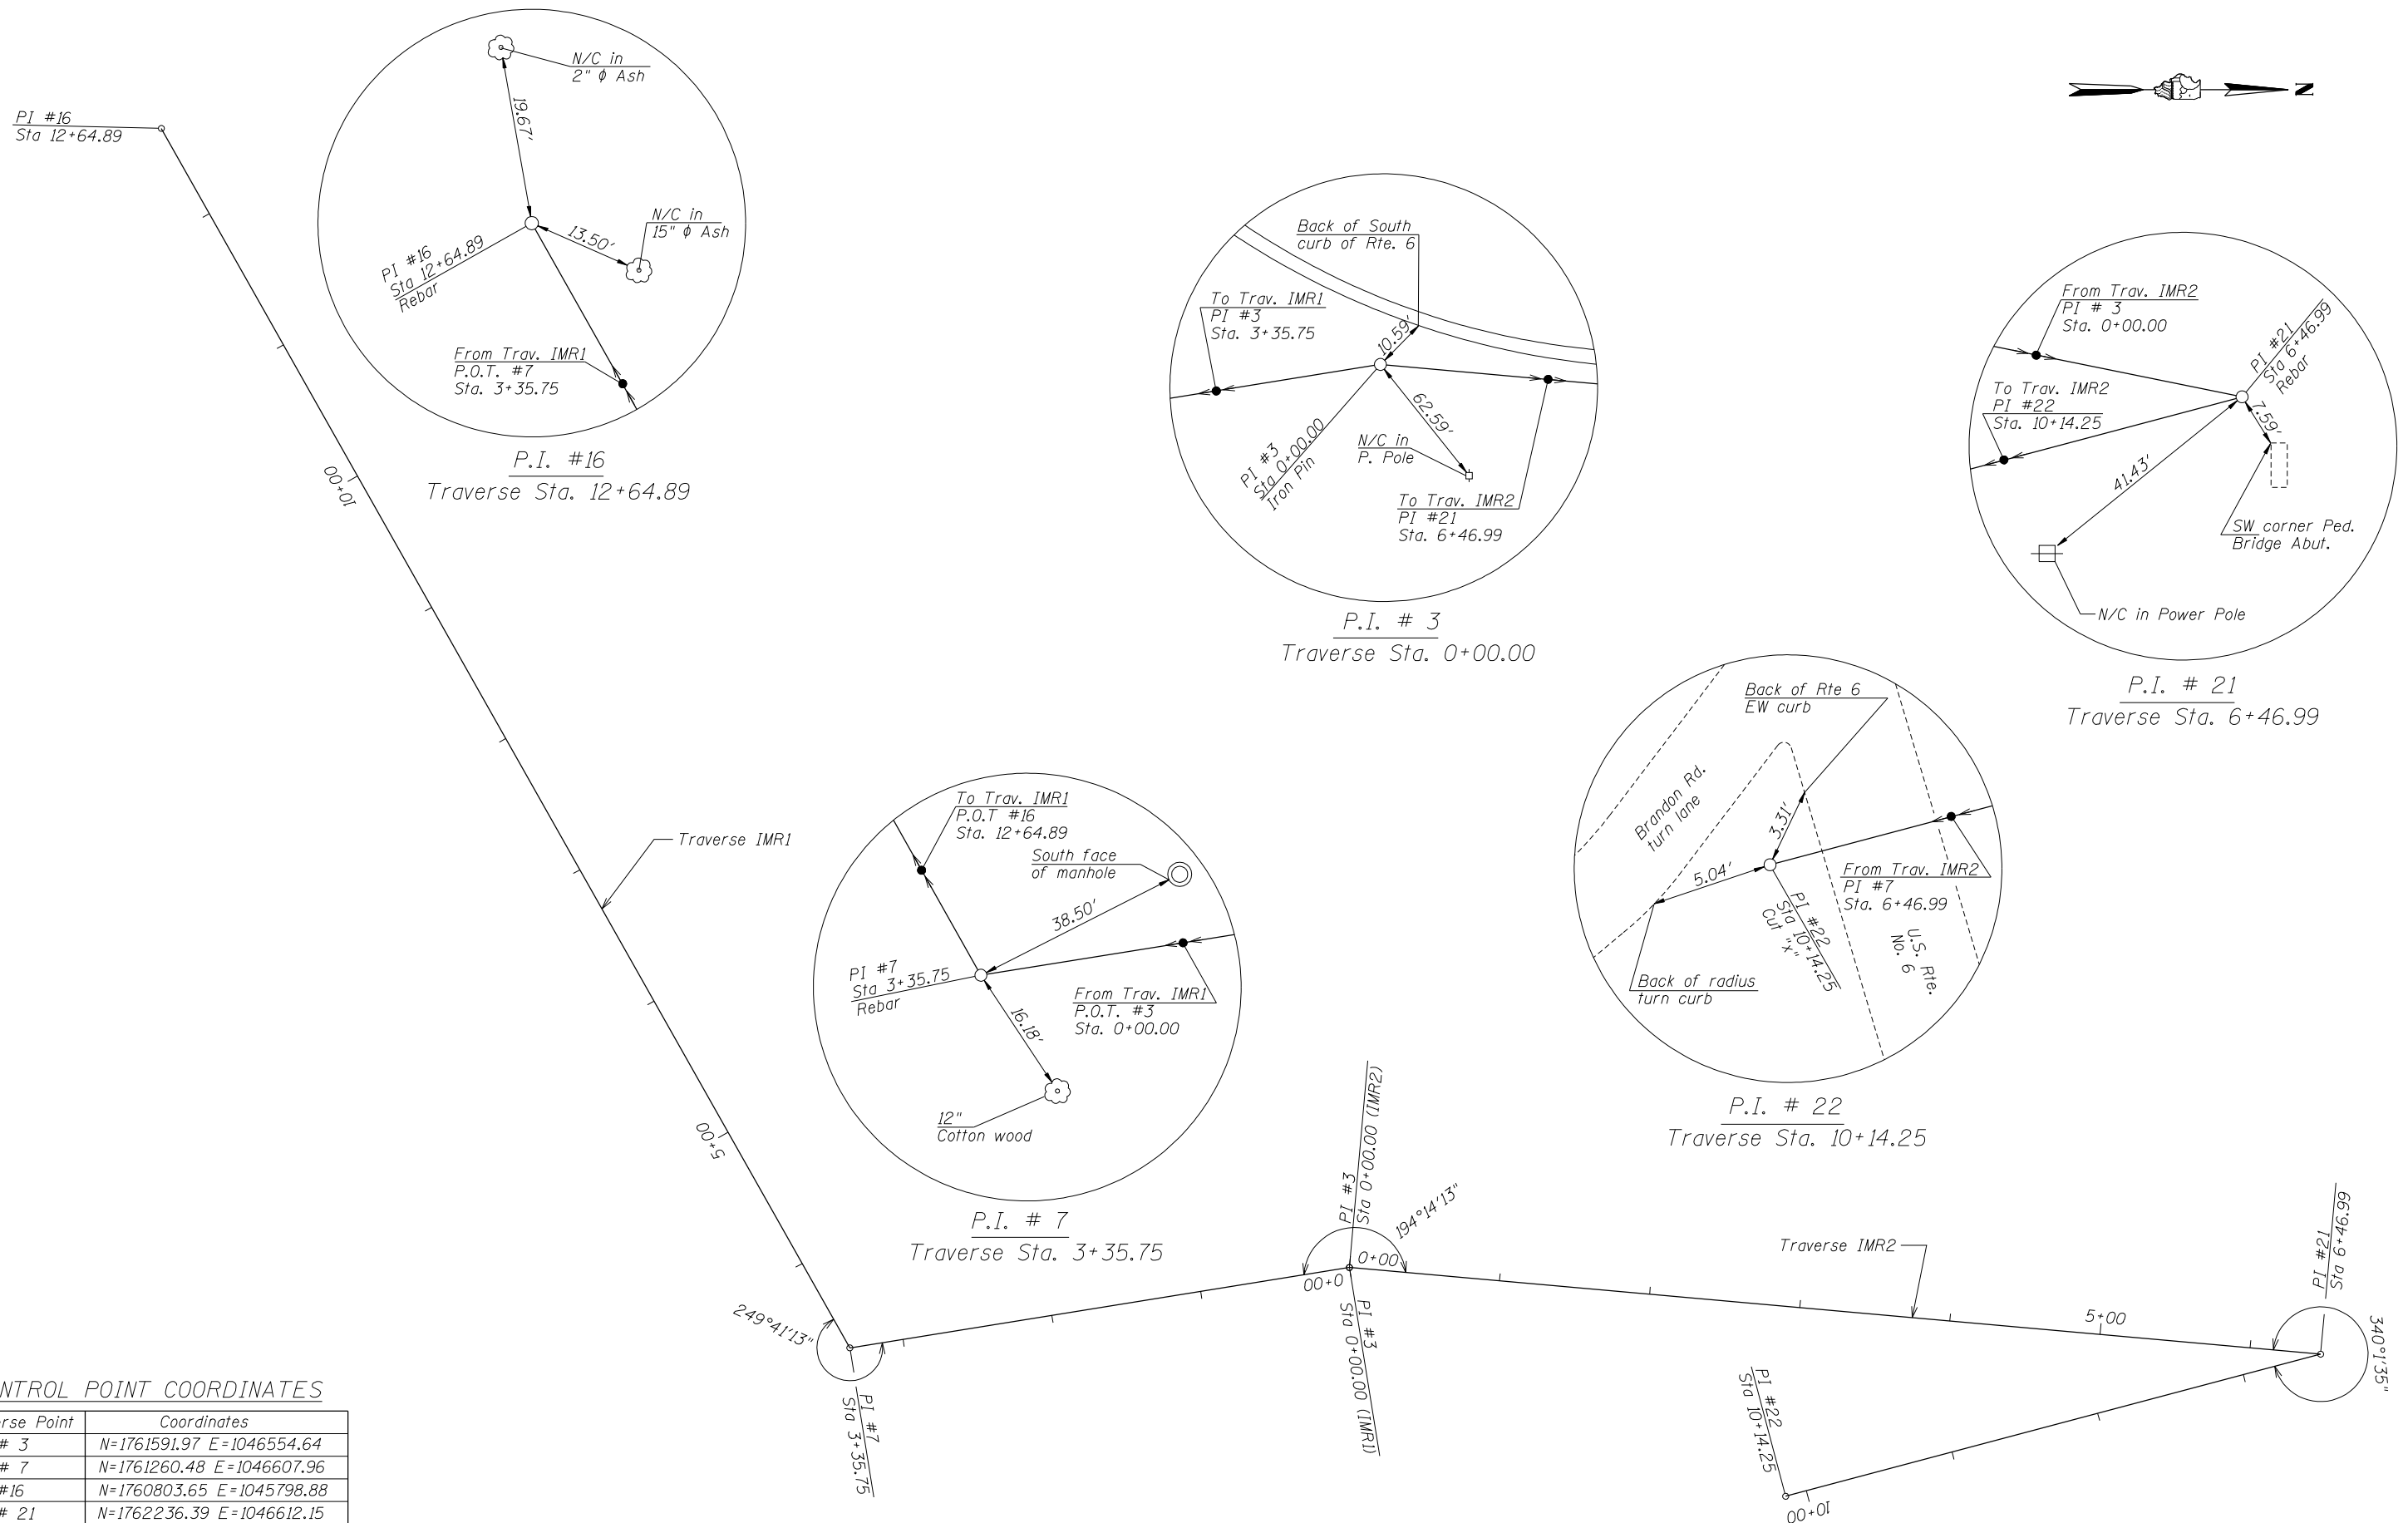 N
PI #16
Sta 12+64.89
N/C in
2" ϕ Ash
19.67'
N/C in
15" ϕ Ash
13.50'
PI #16
Sta 12+64.89
Rebar
From Trav. IMR1
P.O.T. #7
Sta. 3+35.75
P.I. #16
Traverse Sta. 12+64.89
Back of South
curb of Rte. 6
To Trav. IMR1
PI #3
Sta. 3+35.75
10.59'
62.59'
PI #3
Sta 0+00.00
Iron Pin
N/C in
P. Pole
To Trav. IMR2
PI #21
Sta. 6+46.99
P.I. # 3
Traverse Sta. 0+00.00
From Trav. IMR2
PI # 3
Sta. 0+00.00
PI #21
Sta 6+46.99
Rebar
To Trav. IMR2
PI #22
Sta. 10+14.25
7.59'
41.43'
SW corner Ped.
Bridge Abut.
N/C in Power Pole
P.I. # 21
Traverse Sta. 6+46.99
Back of Rte 6
EW curb
Brandon Rd.
turn lane
3.31'
5.04'
From Trav. IMR2
PI #7
Sta. 6+46.99
PI #22
Sta 10+14.25
Cut "x"
U.S. Rte.
No. 6
Back of radius
turn curb
P.I. # 22
Traverse Sta. 10+14.25
To Trav. IMR1
P.O.T #16
Sta. 12+64.89
South face
of manhole
38.50'
PI #7
Sta 3+35.75
Rebar
From Trav. IMR1
P.O.T. #3
Sta. 0+00.00
16.18'
12"
Cotton wood
P.I. # 7
Traverse Sta. 3+35.75
10+00
Traverse IMR1
5+00
249°41'13"
PI #7
Sta 3+35.75
PI #3
Sta 0+00.00 (IMR2)
194°14'13"
0+00
0+00
PI #3
Sta 0+00.00 (IMR1)
Traverse IMR2
5+00
PI #21
Sta 6+46.99
340°1'35"
PI #22
Sta 10+14.25
10+00
NTROL POINT COORDINATES
rse Point Coordinates
# 3 N=1761591.97 E=1046554.64
# 7 N=1761260.48 E=1046607.96
#16 N=1760803.65 E=1045798.88
# 21 N=1762236.39 E=1046612.15